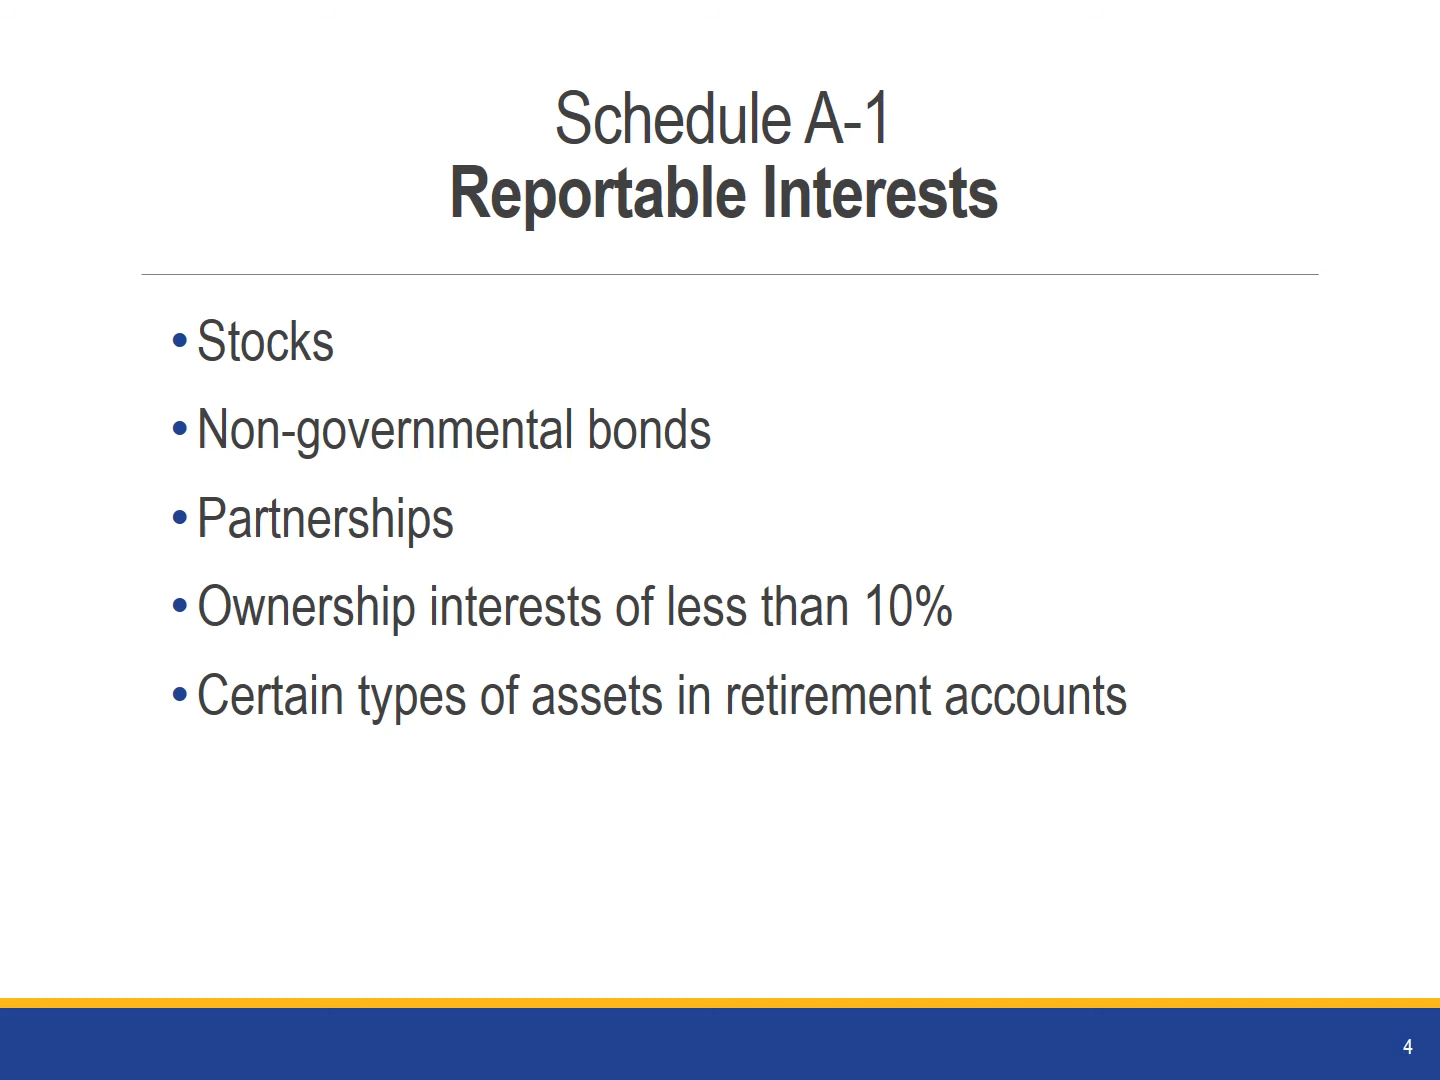 Schedule A-1
Reportable Interests
• Stocks
• Non-governmental bonds
• Partnerships
• Ownership interests of less than 10%
• Certain types of assets in retirement accounts
4